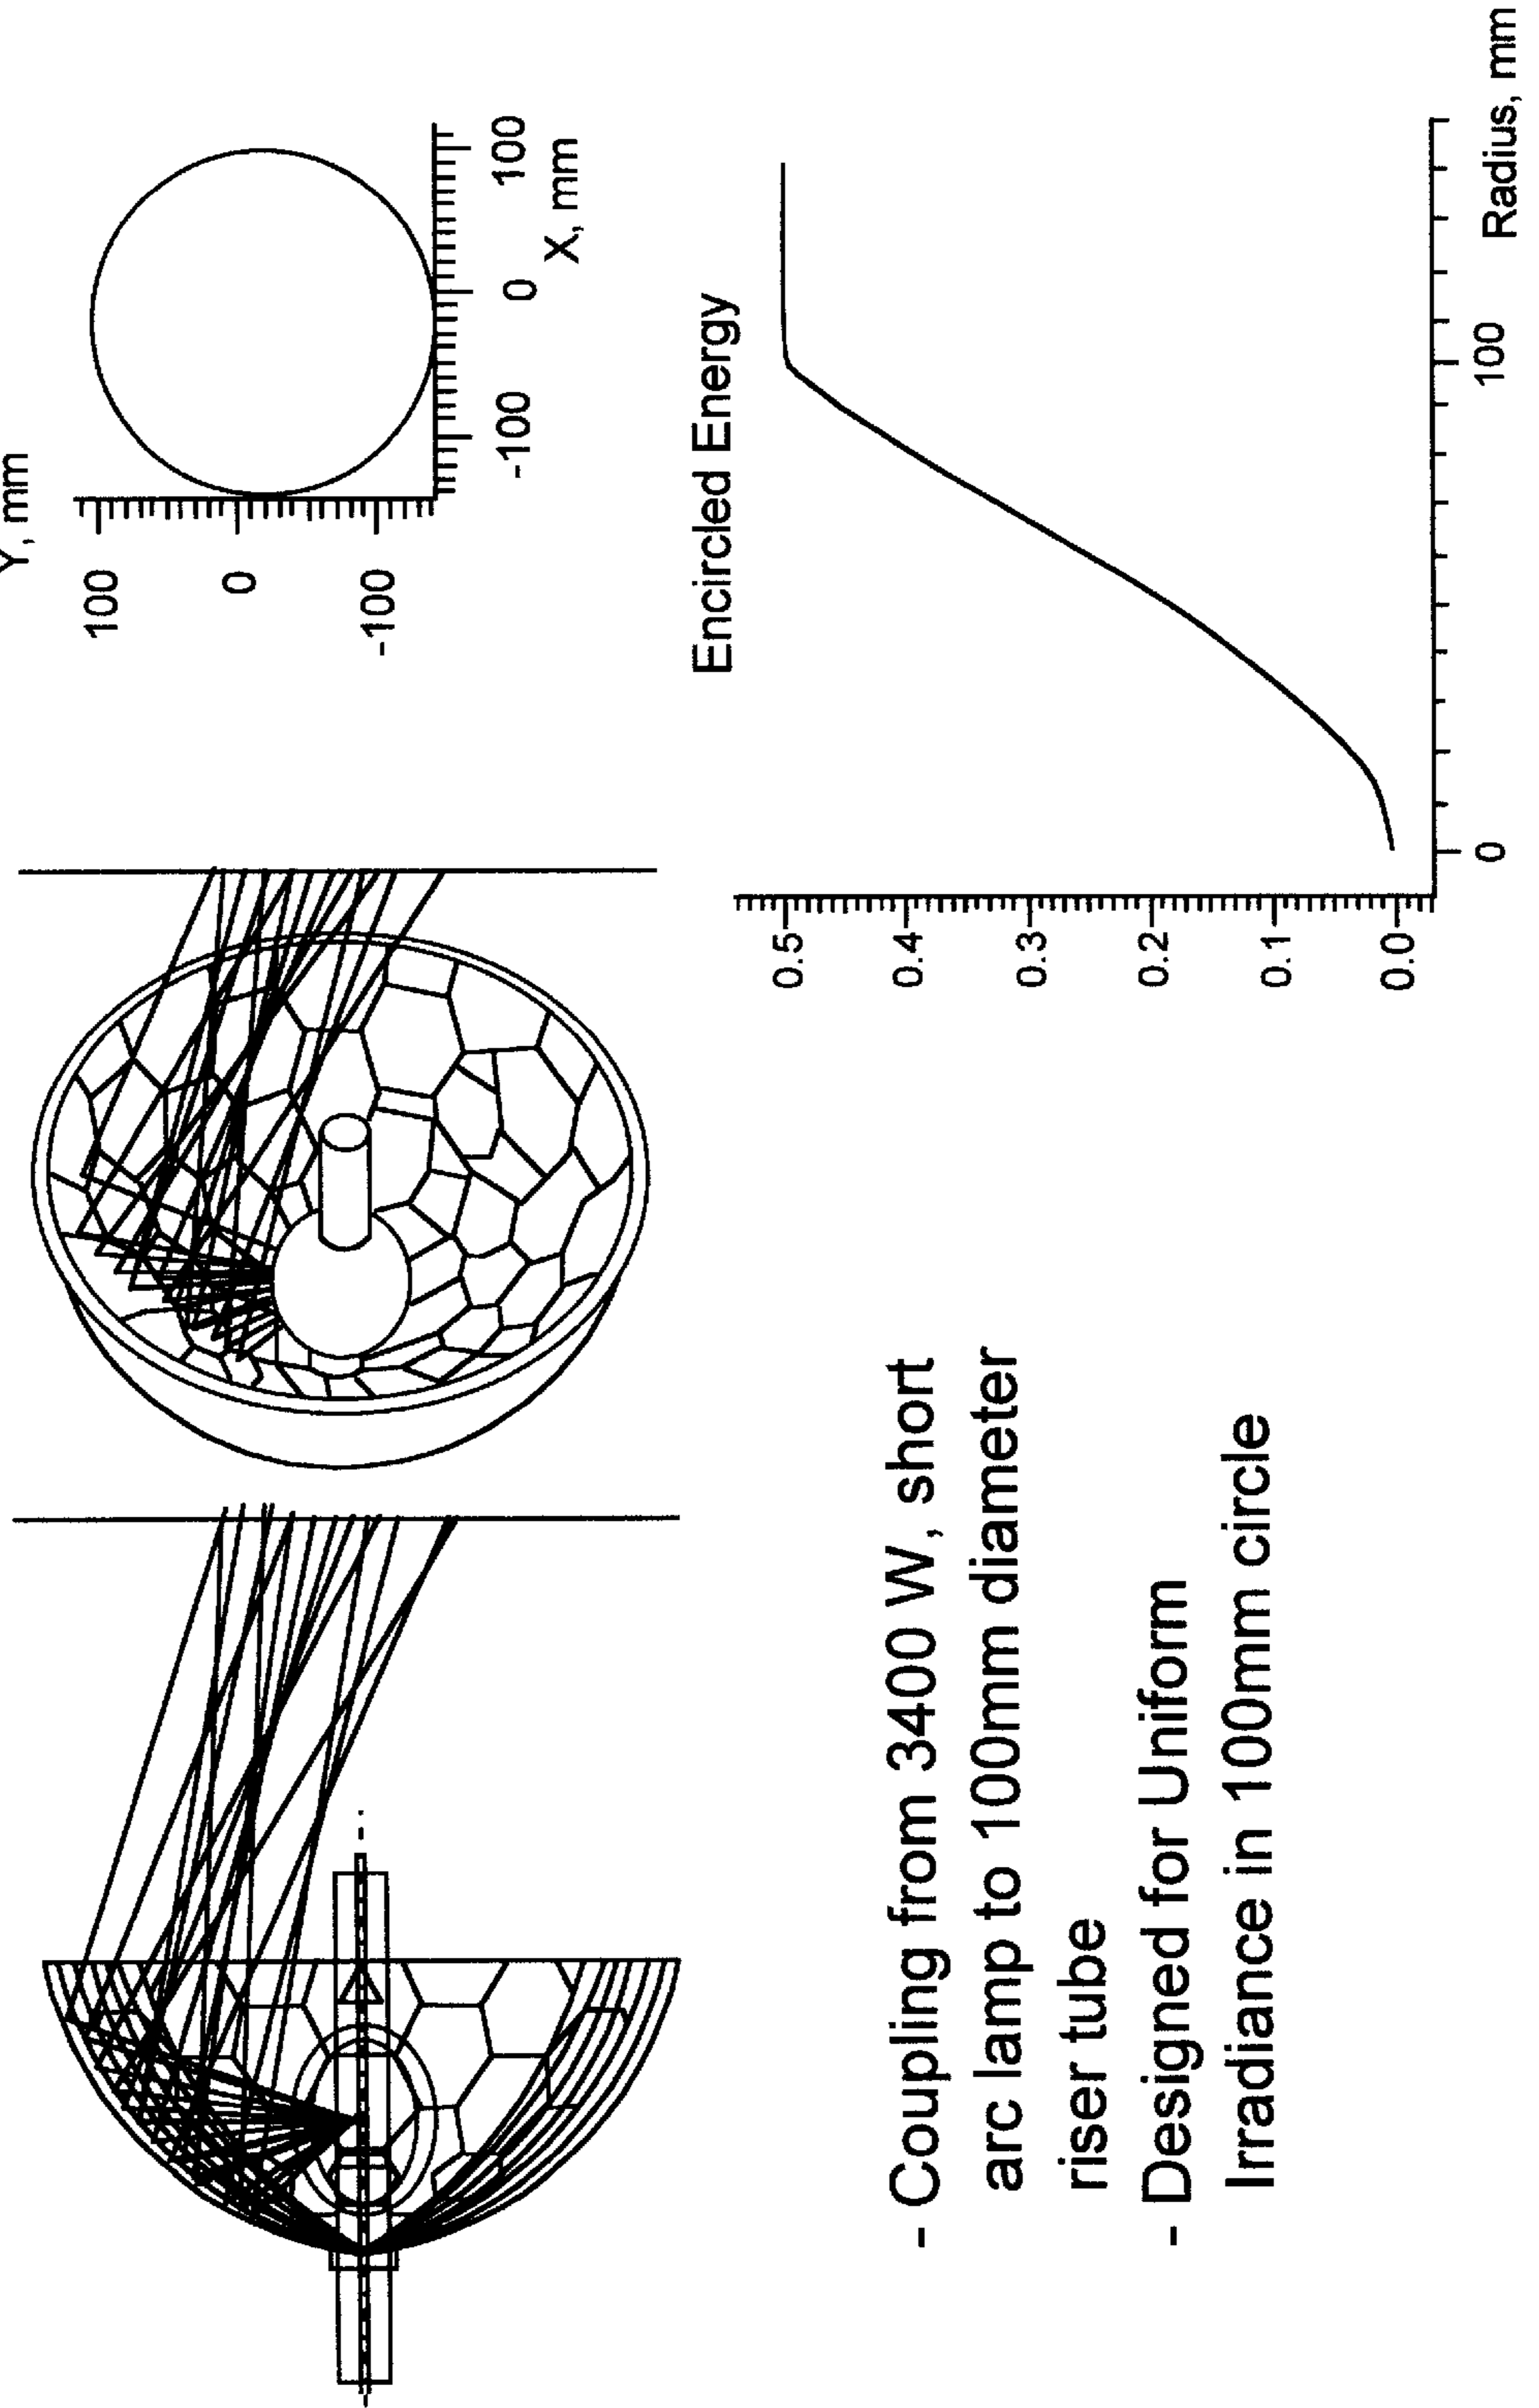 Y, mm
100
0
-100
-100
0
100
X, mm
Encircled Energy
0.5
0.4
0.3
0.2
0.1
0.0
0
100
Radius, mm
- Coupling from 3400 W, short
arc lamp to 100mm diameter
riser tube
- Designed for Uniform
Irradiance in 100mm circle